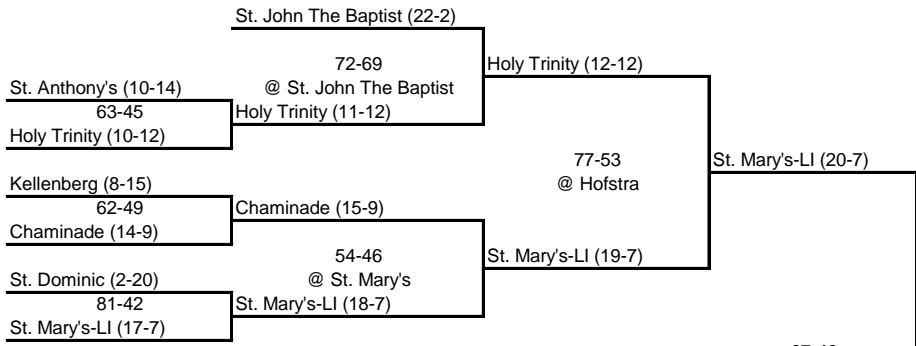 St. John The Baptist (22-2)
72-69
@ St. John The Baptist
Holy Trinity (12-12)
St. Anthony's (10-14)
63-45
Holy Trinity (11-12)
Holy Trinity (10-12)
77-53
@ Hofstra
St. Mary's-LI (20-7)
Kellenberg (8-15)
62-49
Chaminade (15-9)
Chaminade (14-9)
54-46
@ St. Mary's
St. Mary's-LI (19-7)
St. Dominic (2-20)
81-42
St. Mary's-LI (18-7)
St. Mary's-LI (17-7)